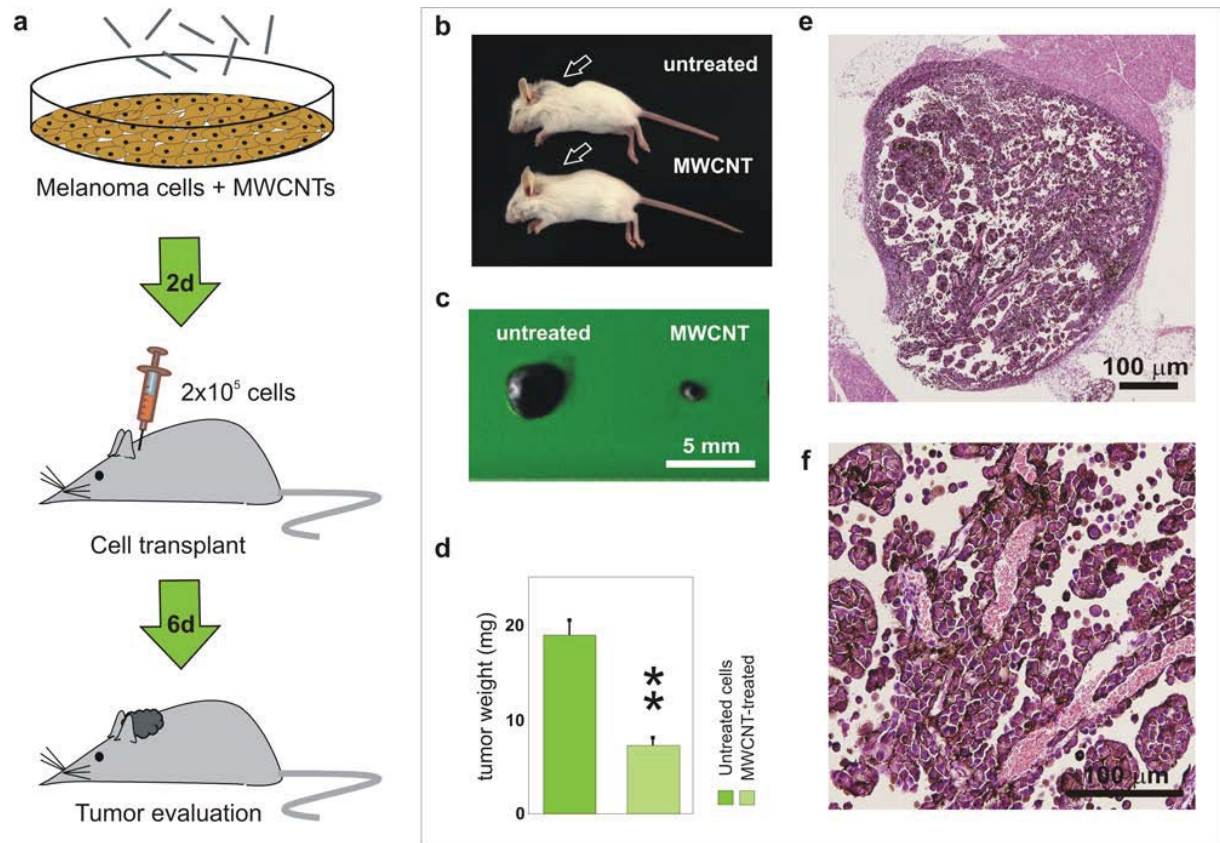 a
Melanoma cells + MWCNTs
2d
2x10⁵ cells
Cell transplant
6d
Tumor evaluation
b
untreated
MWCNT
c
untreated
MWCNT
5 mm
d
tumor weight (mg)
20
10
0
**
Untreated cells
MWCNT-treated
e
100 μm
f
100 μm